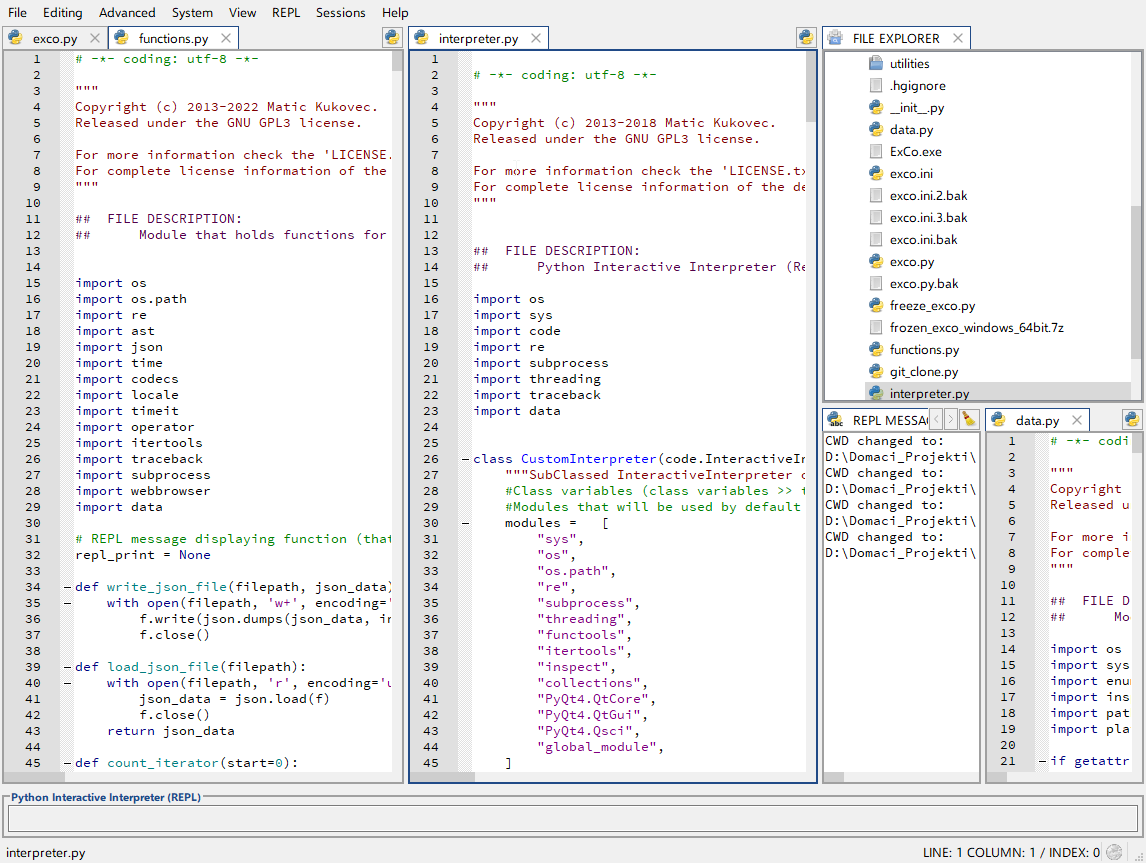 File Editing Advanced System View REPL Sessions Help
exco.py functions.py
1 # -*- coding: utf-8 -*-
2
3 """
4 Copyright (c) 2013-2022 Matic Kukovec.
5 Released under the GNU GPL3 license.
6
7 For more information check the 'LICENSE.
8 For complete license information of the
9 """
10
11 ## FILE DESCRIPTION:
12 ## Module that holds functions for
13
14
15 import os
16 import os.path
17 import re
18 import ast
19 import json
20 import time
21 import codecs
22 import locale
23 import timeit
24 import operator
25 import itertools
26 import traceback
27 import subprocess
28 import webbrowser
29 import data
30
31 # REPL message displaying function (that
32 repl_print = None
33
34 def write_json_file(filepath, json_data)
35 with open(filepath, 'w+', encoding='
36 f.write(json.dumps(json_data, in
37 f.close()
38
39 def load_json_file(filepath):
40 with open(filepath, 'r', encoding='u
41 json_data = json.load(f)
42 f.close()
43 return json_data
44
45 def count_iterator(start=0):
interpreter.py
1
2 # -*- coding: utf-8 -*-
3
4 """
5 Copyright (c) 2013-2018 Matic Kukovec.
6 Released under the GNU GPL3 license.
7
8 For more information check the 'LICENSE.tx
9 For complete license information of the de
10 """
11
12
13 ## FILE DESCRIPTION:
14 ## Python Interactive Interpreter (Re
15
16 import os
17 import sys
18 import code
19 import re
20 import subprocess
21 import threading
22 import traceback
23 import data
24
25
26 class CustomInterpreter(code.InteractiveIn
27 """SubClassed InteractiveInterpreter c
28 #Class variables (class variables >> i
29 #Modules that will be used by default
30 modules = [
31 "sys",
32 "os",
33 "os.path",
34 "re",
35 "subprocess",
36 "threading",
37 "functools",
38 "itertools",
39 "inspect",
40 "collections",
41 "PyQt4.QtCore",
42 "PyQt4.QtGui",
43 "PyQt4.Qsci",
44 "global_module",
45 ]
FILE EXPLORER
utilities
.hgignore
__init__.py
data.py
ExCo.exe
exco.ini
exco.ini.2.bak
exco.ini.3.bak
exco.ini.bak
exco.py
exco.py.bak
freeze_exco.py
frozen_exco_windows_64bit.7z
functions.py
git_clone.py
interpreter.py
abc REPL MESSA
CWD changed to:
D:\Domaci_Projekti\
CWD changed to:
D:\Domaci_Projekti\
CWD changed to:
D:\Domaci_Projekti\
CWD changed to:
D:\Domaci_Projekti\
data.py
1 # -*- codi
2
3 """
4 Copyright
5 Released u
6
7 For more i
8 For comple
9 """
10
11 ## FILE D
12 ## Mo
13
14 import os
15 import sys
16 import enu
17 import ins
18 import pat
19 import pla
20
21 if getattr
Python Interactive Interpreter (REPL)
interpreter.py
LINE: 1 COLUMN: 1 / INDEX: 0